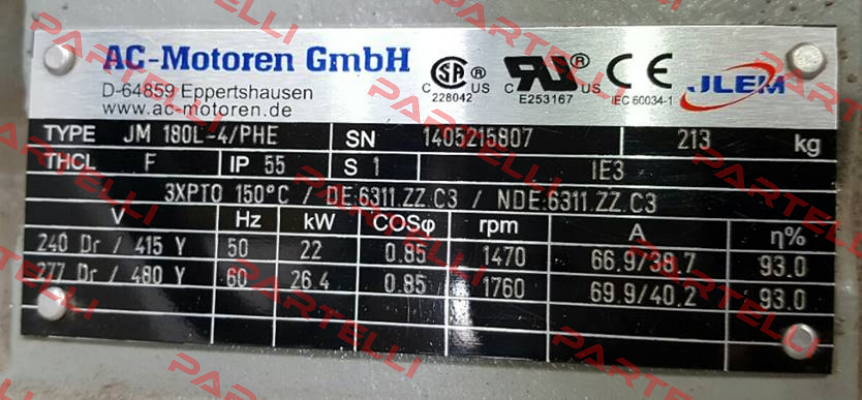 AC-Motoren GmbH
D-64859 Eppertshausen
www.ac-motoren.de
CSA ® C US 228042
C RU ® US E253167
CE IEC 60034-1
JLEM
TYPE JM 180L-4/PHE SN 1405215807 213 kg
THCL F IP 55 S 1 IE3
3XPTO 150°C / DE:6311.ZZ.C3 / NDE:6311.ZZ.C3
V Hz kW COSφ rpm A η%
240 Dr / 415 Y 50 22 0.85 1470 66.9/38.7 93.0
277 Dr / 480 Y 60 26.4 0.85 1760 69.9/40.2 93.0
PARTELLI